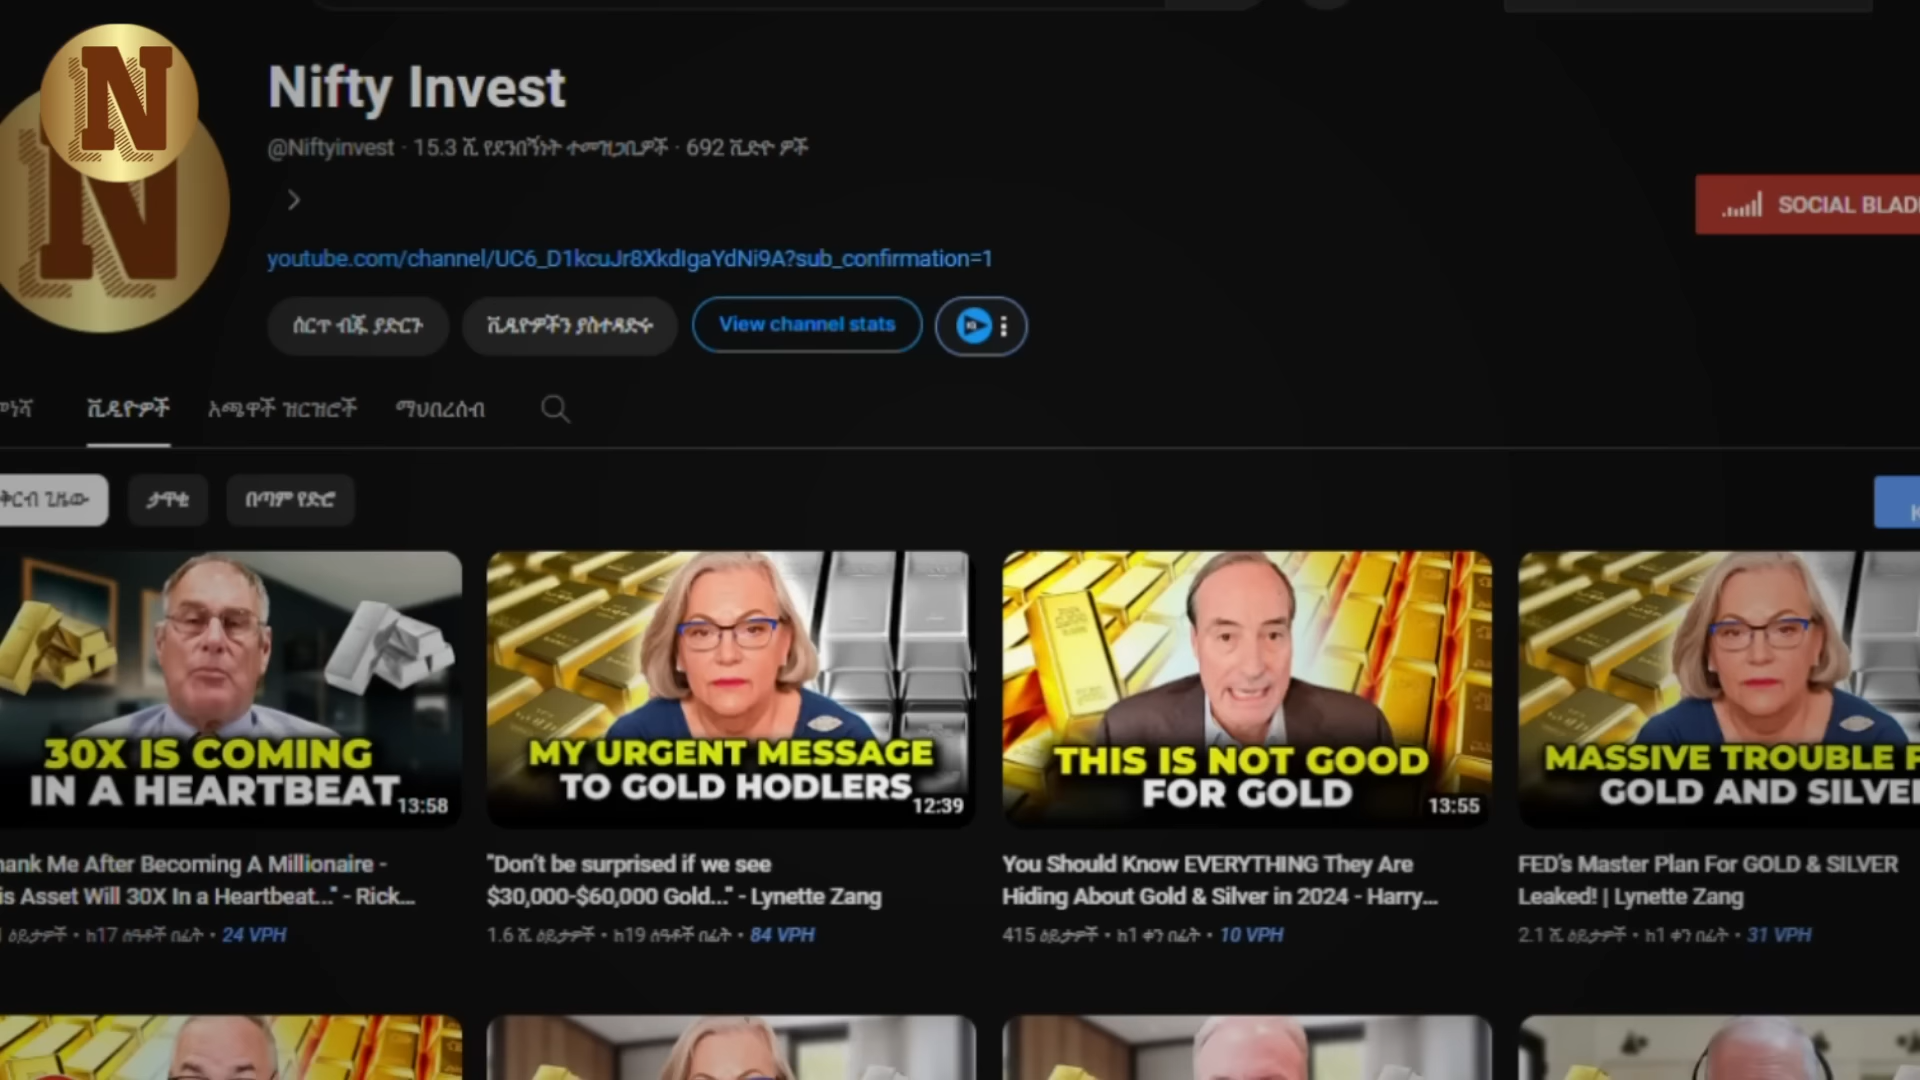 N
N
Nifty Invest
@Niftyinvest · 15.3 ሺ የደንበኝነት ተመዝጋቢዎች · 692 ቪድዮ ዎች
youtube.com/channel/UC6_D1kcuJr8XkdIgaYdNi9A?sub_confirmation=1
ሰርጥ ብጁ ያድርጉ
ቪዲዮዎችን ያስተዳድሩ
View channel stats
SOCIAL BLAD
ቪዲዮዎች
አጫዋች ዝርዝሮች
ማህበረሰብ
ቅርብ ጊዜው
ታዋቂ
በጣም የድሮ
30X IS COMING
IN A HEARTBEAT
13:58
MY URGENT MESSAGE
TO GOLD HODLERS
12:39
THIS IS NOT GOOD
FOR GOLD
13:55
MASSIVE TROUBLE F
GOLD AND SILVE
hank Me After Becoming A Millionaire -
is Asset Will 30X In a Heartbeat..." - Rick...
ዕይታዎች • ከ17 ሰዓቶች በፊት • 24 VPH
"Don't be surprised if we see
$30,000-$60,000 Gold..." - Lynette Zang
1.6 ሺ ዕይታዎች • ከ19 ሰዓቶች በፊት • 84 VPH
You Should Know EVERYTHING They Are
Hiding About Gold & Silver in 2024 - Harry...
415 ዕይታዎች • ከ1 ቀን በፊት • 10 VPH
FED's Master Plan For GOLD & SILVER
Leaked! | Lynette Zang
2.1 ሺ ዕይታዎች • ከ1 ቀን በፊት • 31 VPH